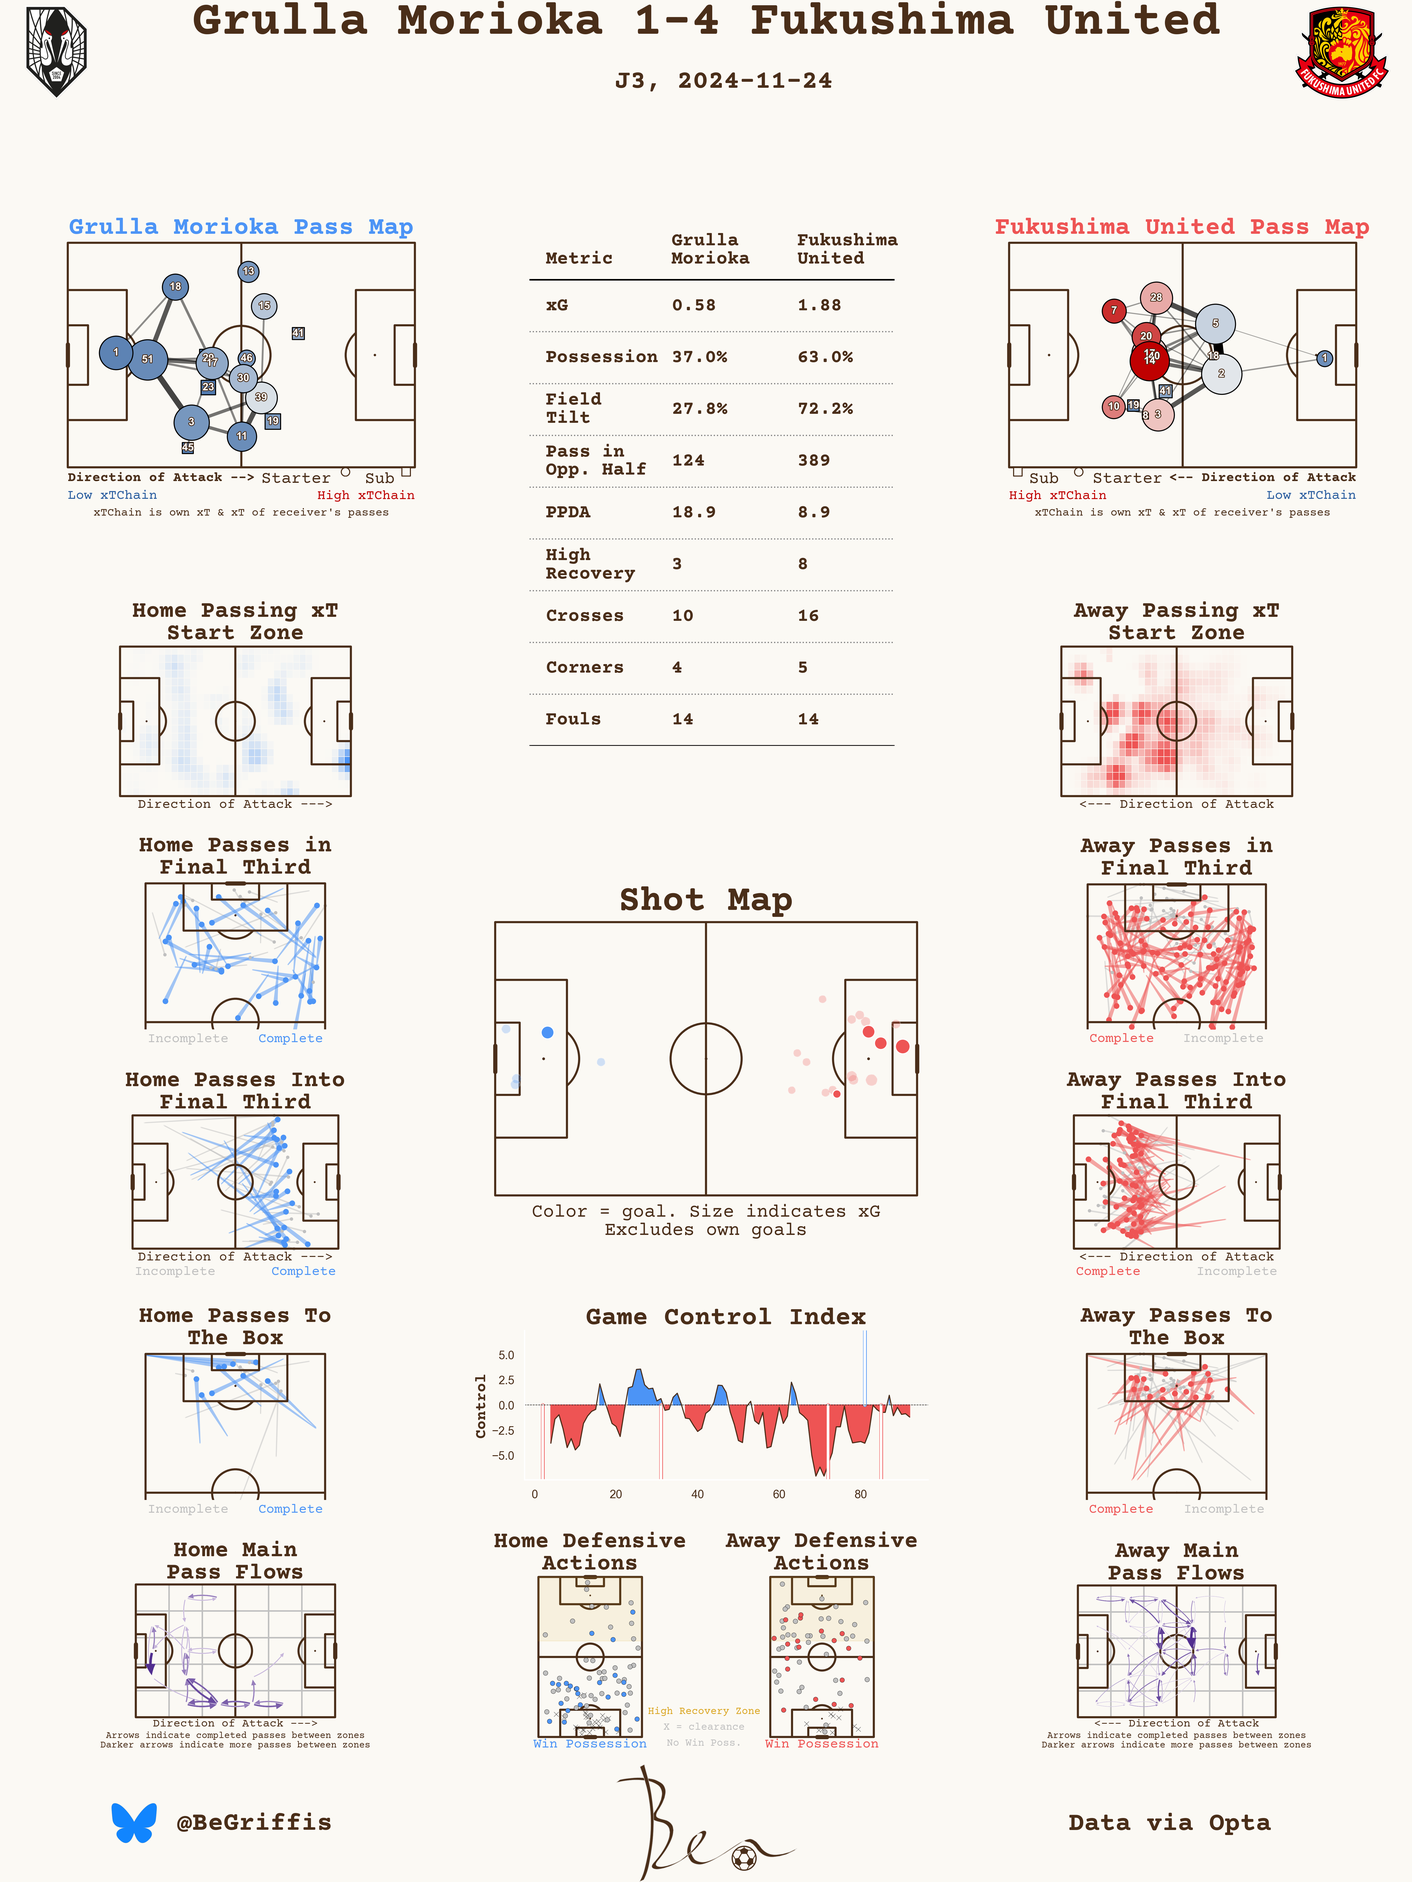 Grulla Morioka 1-4 Fukushima United
J3, 2024-11-24
SINCE
2003
FUKUSHIMA UNITED FC
Grulla Morioka Pass Map
13
18
15
41
1
51
17
46
30
23
39
3
19
11
45
Direction of Attack --> Starter Sub
Low xTChain High xTChain
xTChain is own xT & xT of receiver's passes
Metric Grulla Morioka Fukushima United
xG 0.58 1.88
Possession 37.0% 63.0%
Field Tilt 27.8% 72.2%
Pass in Opp. Half 124 389
PPDA 18.9 8.9
High Recovery 3 8
Crosses 10 16
Corners 4 5
Fouls 14 14
Fukushima United Pass Map
28
7
5
20
14
18
1
2
41
10
19
8
3
Sub Starter <-- Direction of Attack
High xTChain Low xTChain
xTChain is own xT & xT of receiver's passes
Home Passing xT
Start Zone
Direction of Attack --->
Away Passing xT
Start Zone
<--- Direction of Attack
Home Passes in
Final Third
Incomplete Complete
Away Passes in
Final Third
Complete Incomplete
Shot Map
Color = goal. Size indicates xG
Excludes own goals
Home Passes Into
Final Third
Direction of Attack --->
Incomplete Complete
Away Passes Into
Final Third
<--- Direction of Attack
Complete Incomplete
Home Passes To
The Box
Incomplete Complete
Game Control Index
Control
5.0
2.5
0.0
−2.5
−5.0
0 20 40 60 80
Away Passes To
The Box
Complete Incomplete
Home Main
Pass Flows
Direction of Attack --->
Arrows indicate completed passes between zones
Darker arrows indicate more passes between zones
Home Defensive
Actions
Win Possession
High Recovery Zone
X = clearance
No Win Poss.
Away Defensive
Actions
Win Possession
Away Main
Pass Flows
<--- Direction of Attack
Arrows indicate completed passes between zones
Darker arrows indicate more passes between zones
@BeGriffis
Ben
Data via Opta